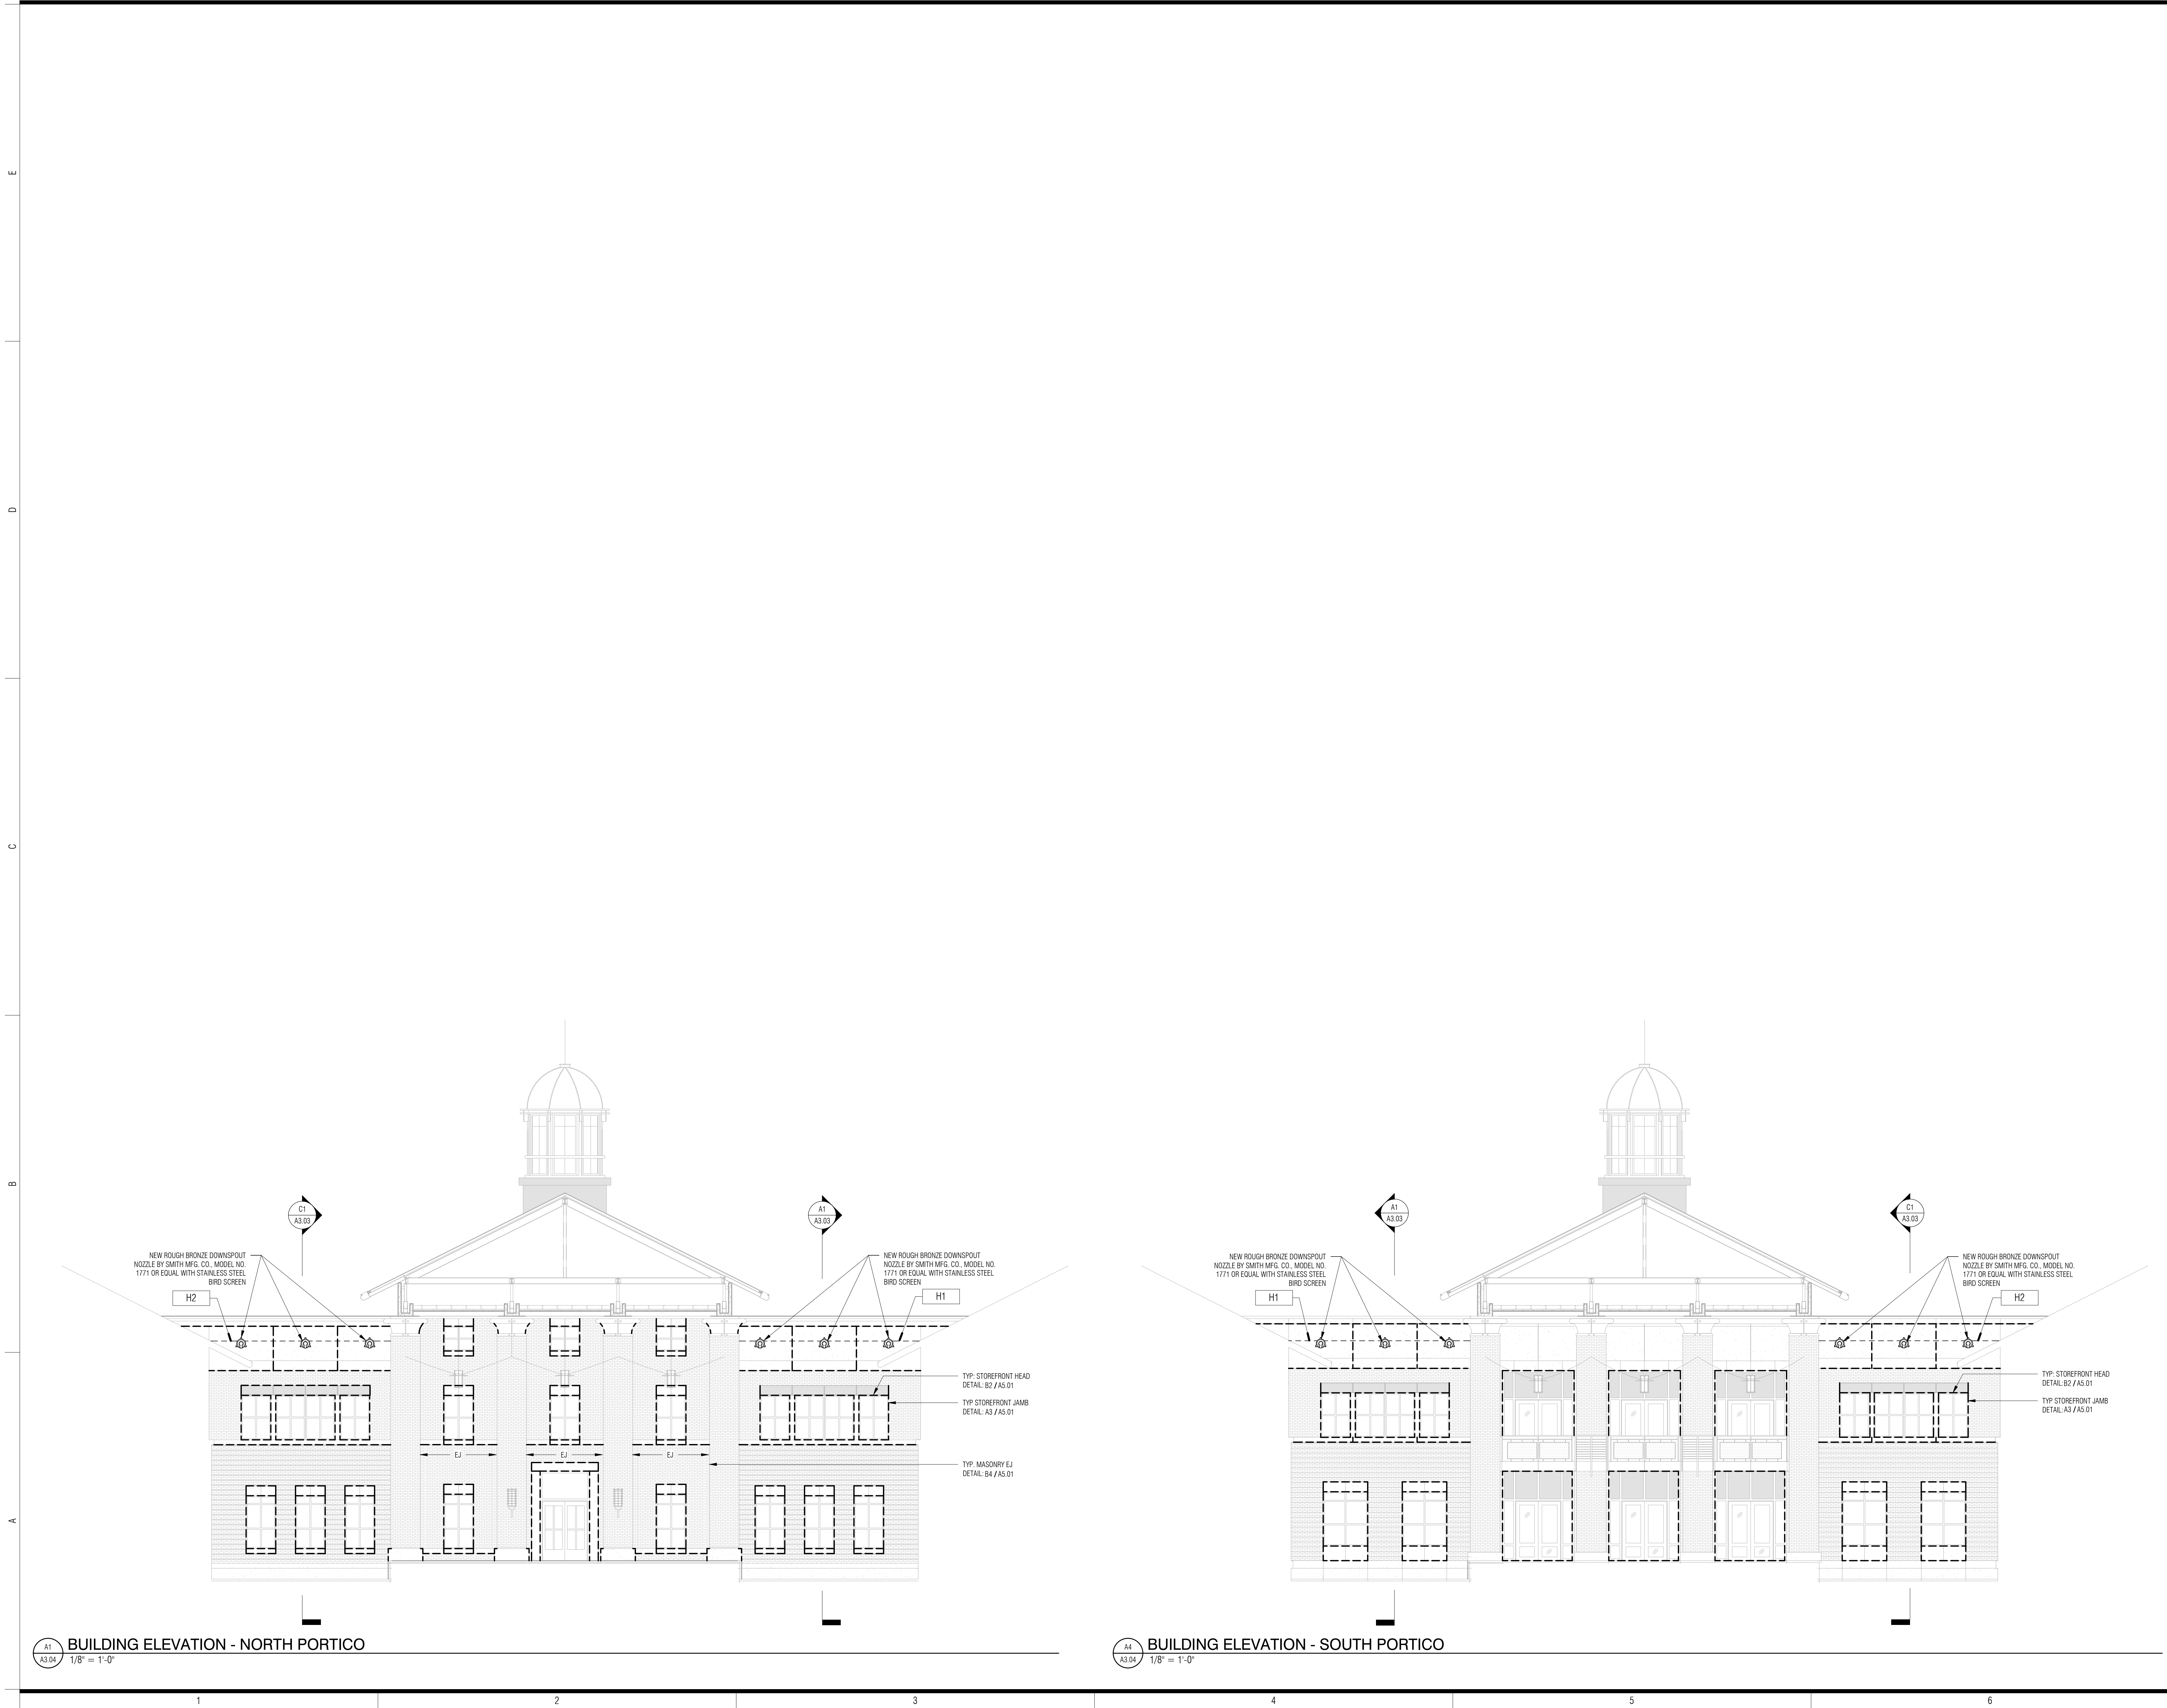 E
D
C
B
A
C1
A3.03
A1
A3.03
NEW ROUGH BRONZE DOWNSPOUT
NOZZLE BY SMITH MFG. CO., MODEL NO.
1771 OR EQUAL WITH STAINLESS STEEL
BIRD SCREEN
H2
NEW ROUGH BRONZE DOWNSPOUT
NOZZLE BY SMITH MFG. CO., MODEL NO.
1771 OR EQUAL WITH STAINLESS STEEL
BIRD SCREEN
H1
TYP: STOREFRONT HEAD
DETAIL: B2 / A5.01
TYP STOREFRONT JAMB
DETAIL: A3 / A5.01
EJ
EJ
EJ
TYP. MASONRY EJ
DETAIL: B4 / A5.01
A1
A3.04
BUILDING ELEVATION - NORTH PORTICO
1/8" = 1'-0"
A1
A3.03
C1
A3.03
NEW ROUGH BRONZE DOWNSPOUT
NOZZLE BY SMITH MFG. CO., MODEL NO.
1771 OR EQUAL WITH STAINLESS STEEL
BIRD SCREEN
H1
NEW ROUGH BRONZE DOWNSPOUT
NOZZLE BY SMITH MFG. CO., MODEL NO.
1771 OR EQUAL WITH STAINLESS STEEL
BIRD SCREEN
H2
TYP: STOREFRONT HEAD
DETAIL: B2 / A5.01
TYP STOREFRONT JAMB
DETAIL: A3 / A5.01
A4
A3.04
BUILDING ELEVATION - SOUTH PORTICO
1/8" = 1'-0"
1
2
3
4
5
6